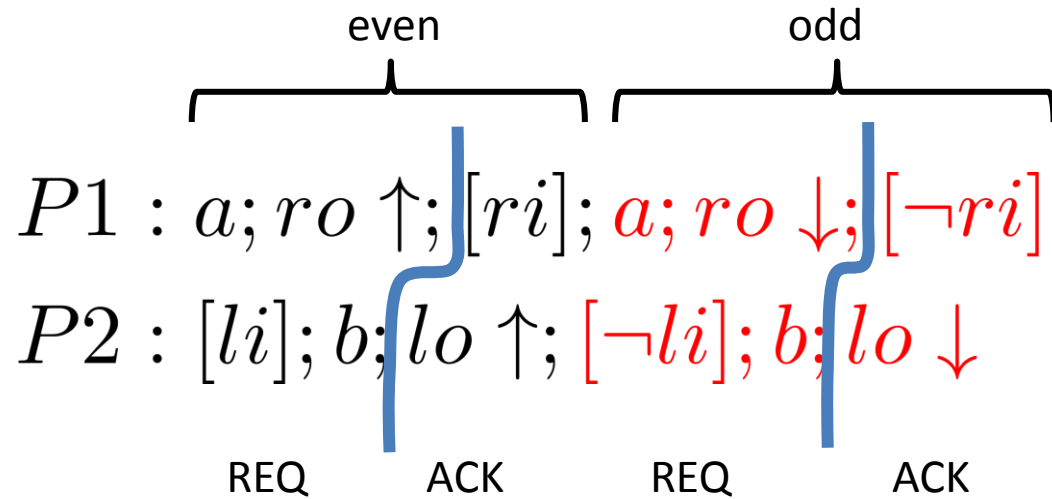 even odd
P1 : a; ro ↑; [ri]; a; ro ↓; [¬ri]
P2 : [li]; b; lo ↑; [¬li]; b; lo ↓
REQ ACK REQ ACK